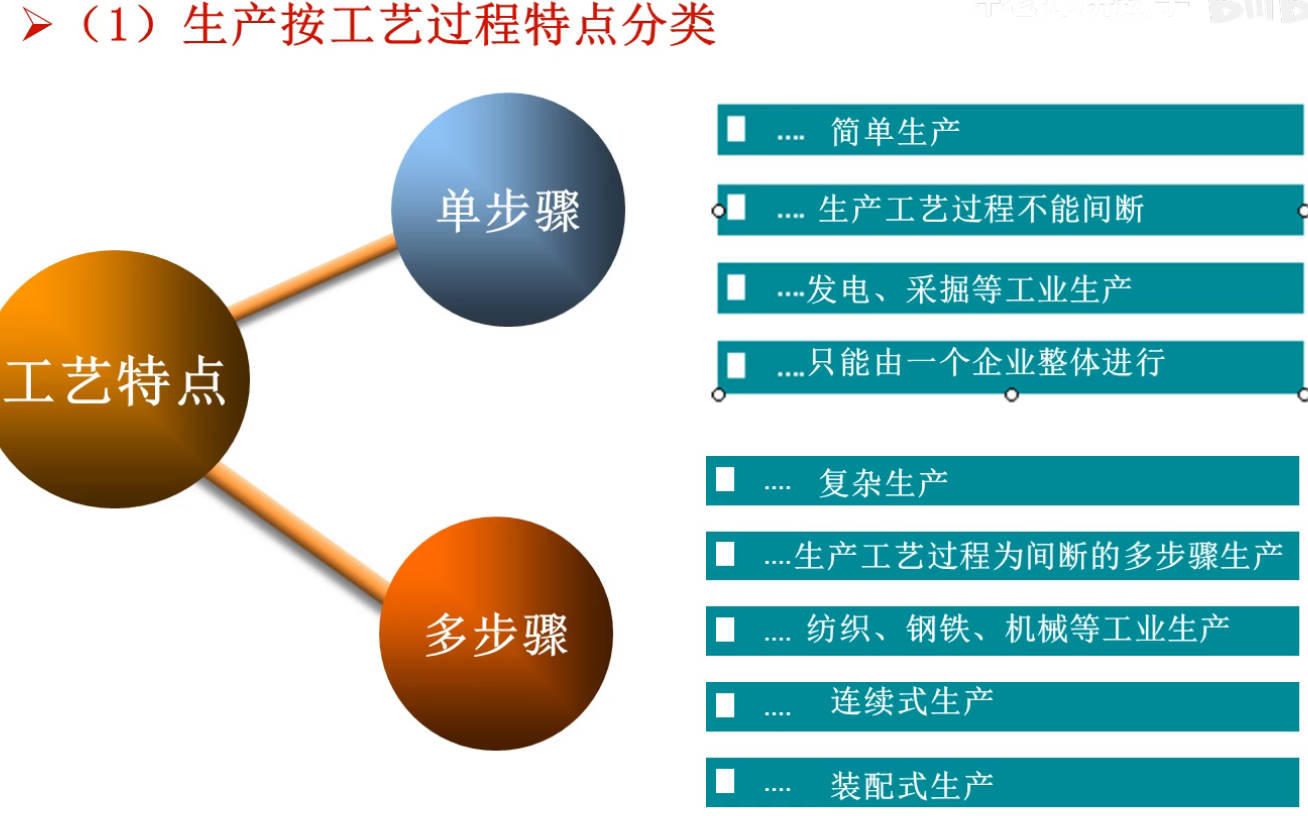 ➢（1）生产按工艺过程特点分类
工艺特点
单步骤
.... 简单生产
.... 生产工艺过程不能间断
....发电、采掘等工业生产
....只能由一个企业整体进行
多步骤
.... 复杂生产
....生产工艺过程为间断的多步骤生产
.... 纺织、钢铁、机械等工业生产
.... 连续式生产
.... 装配式生产